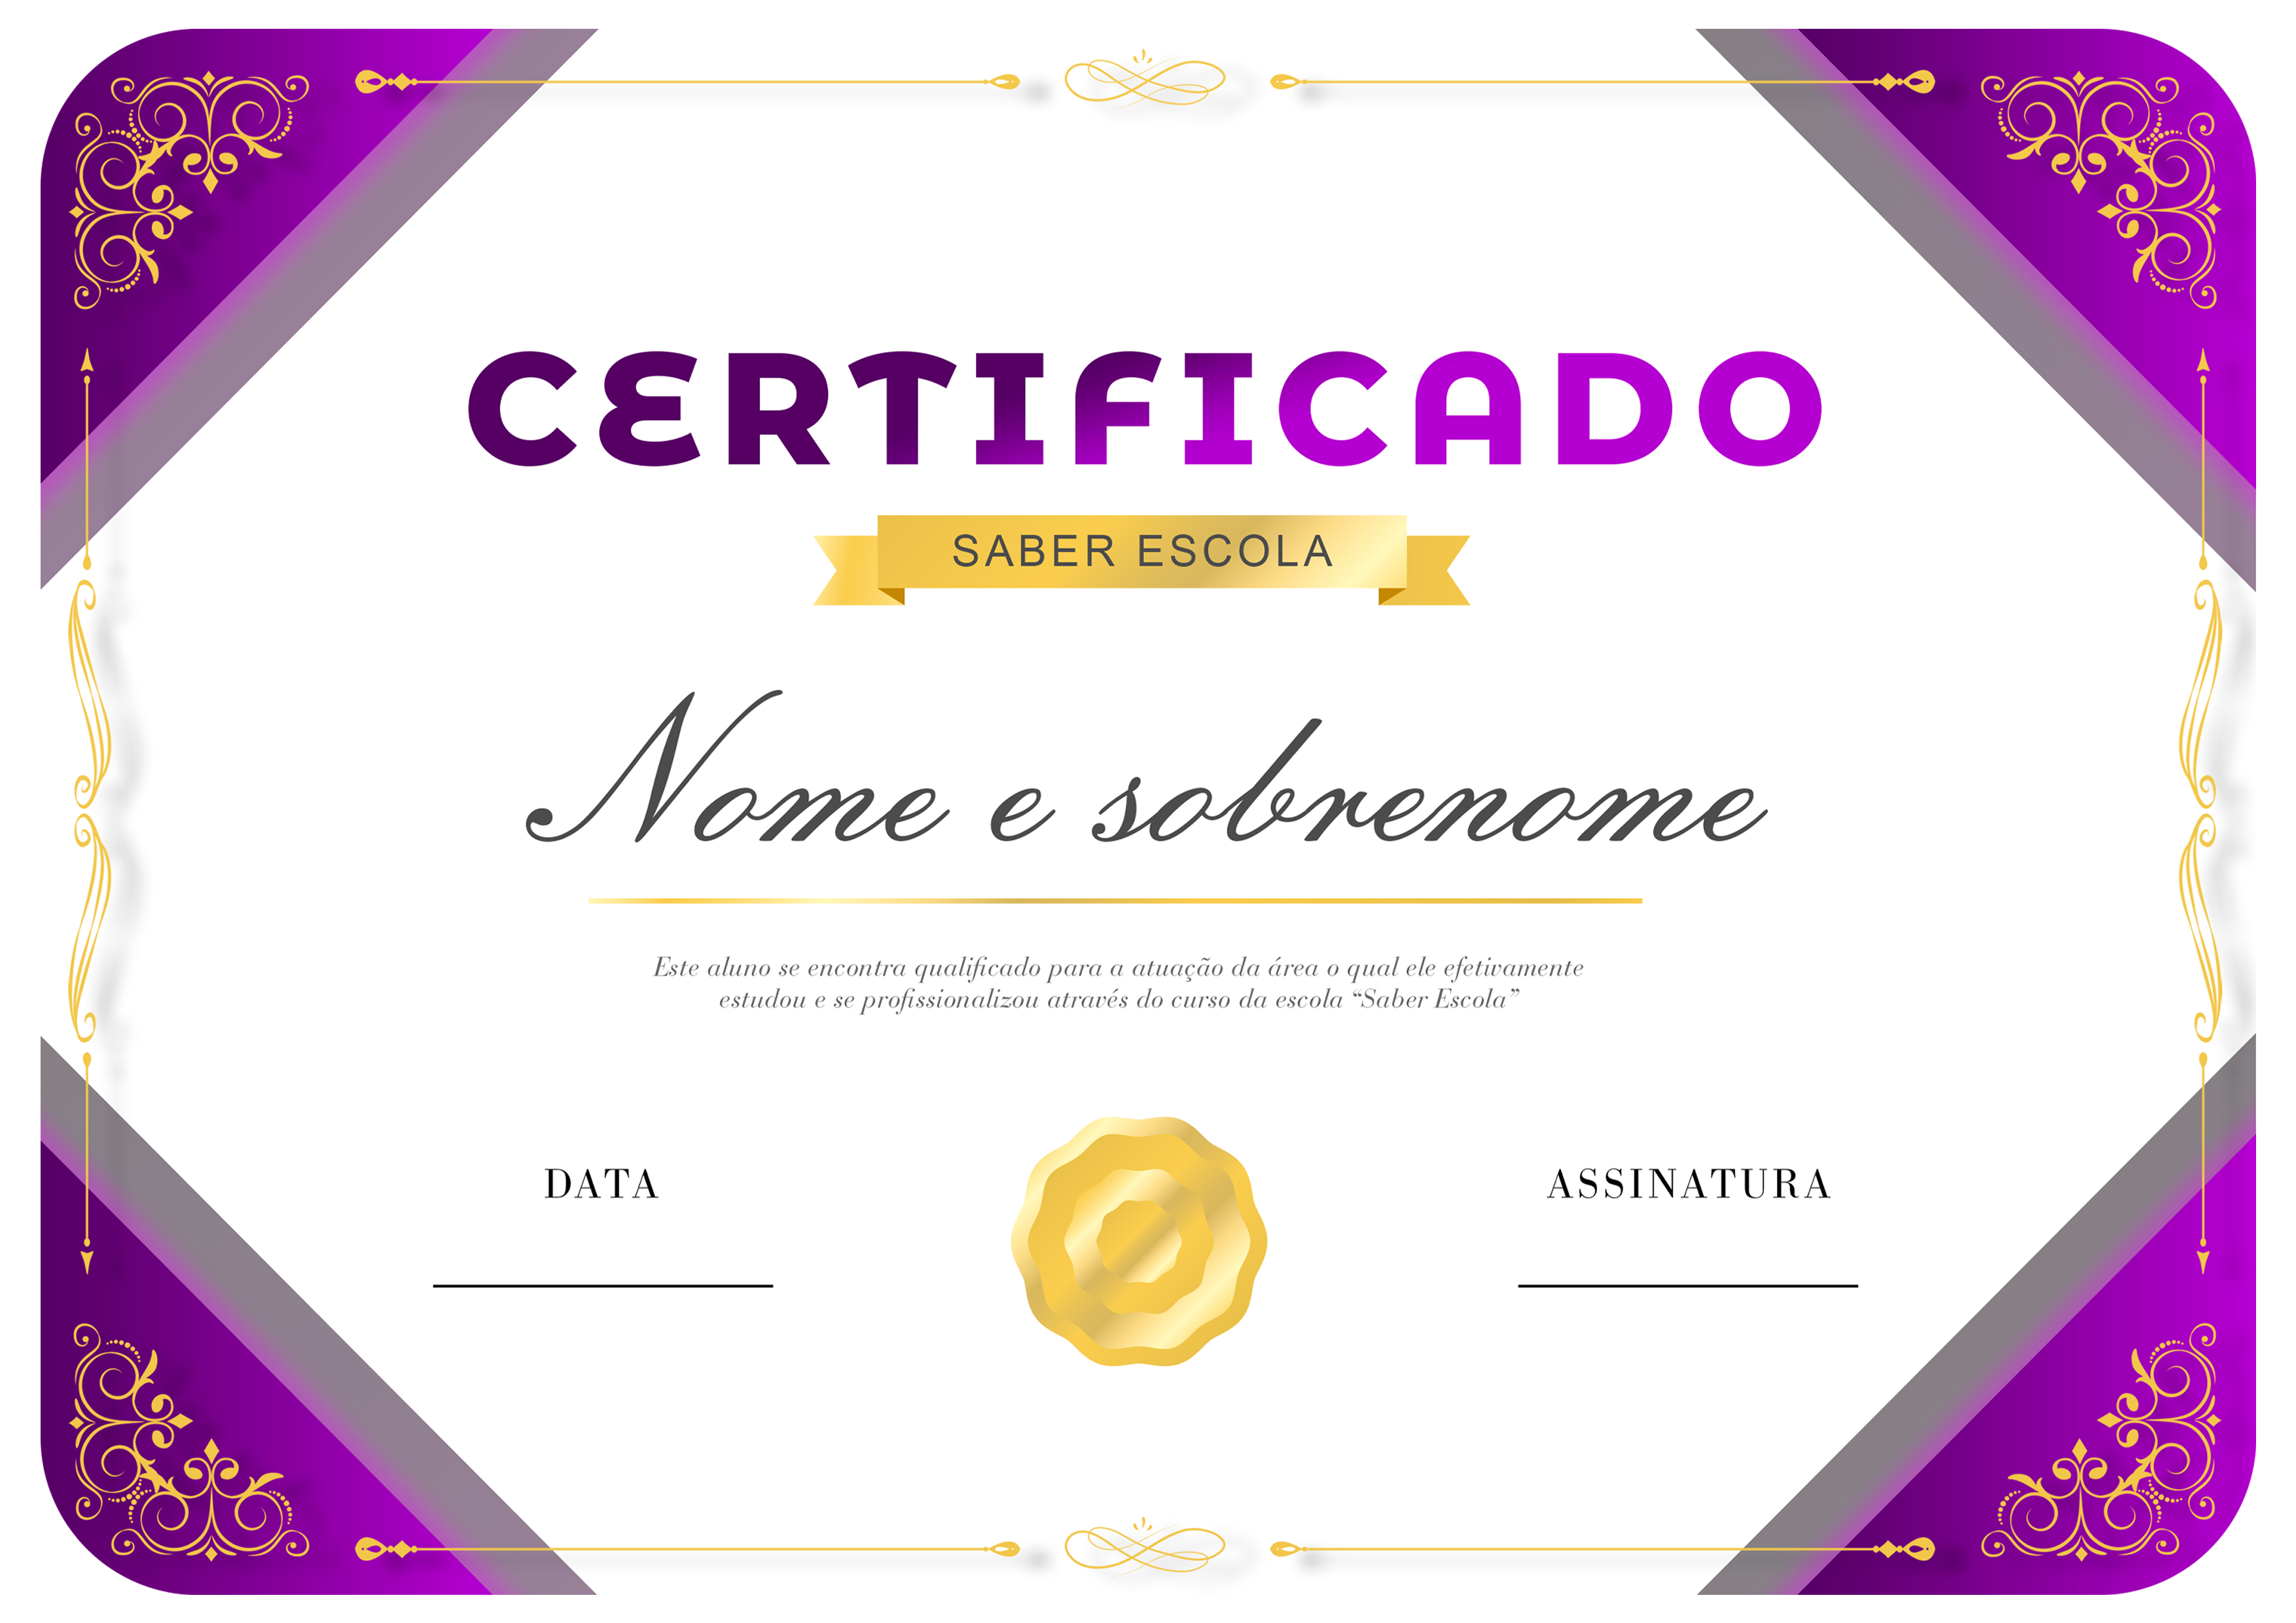 CERTIFICADO
SABER ESCOLA
Nome e sobrenome
Este aluno se encontra qualificado para a atuação da área o qual ele efetivamente
estudou e se profissionalizou através do curso da escola “Saber Escola”
DATA
ASSINATURA